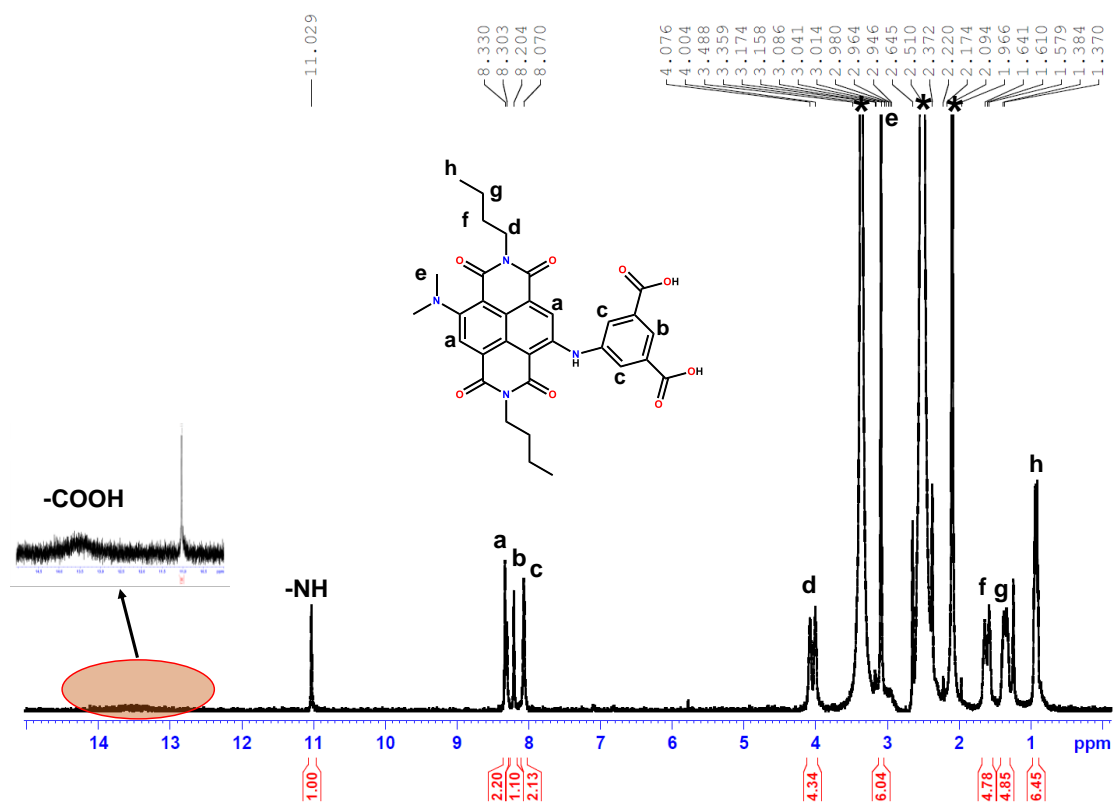 11.029
8.330
8.303
8.204
8.070
4.076
4.004
3.488
3.359
3.174
3.158
3.086
3.041
3.014
2.980
2.964
2.946
2.645
2.510
2.372
2.220
2.174
2.094
1.966
1.641
1.610
1.579
1.384
1.370
* * *
e
h
g
f d
O N O
e
N
a
a
O OH
c
b
N
H
c
O OH
O N O
-COOH
-NH
a
b
c
d
f
g
h
14 13 12 11 10 9 8 7 6 5 4 3 2 1 ppm
1.00
2.20
1.10
2.13
4.34
6.04
4.78
4.85
6.45